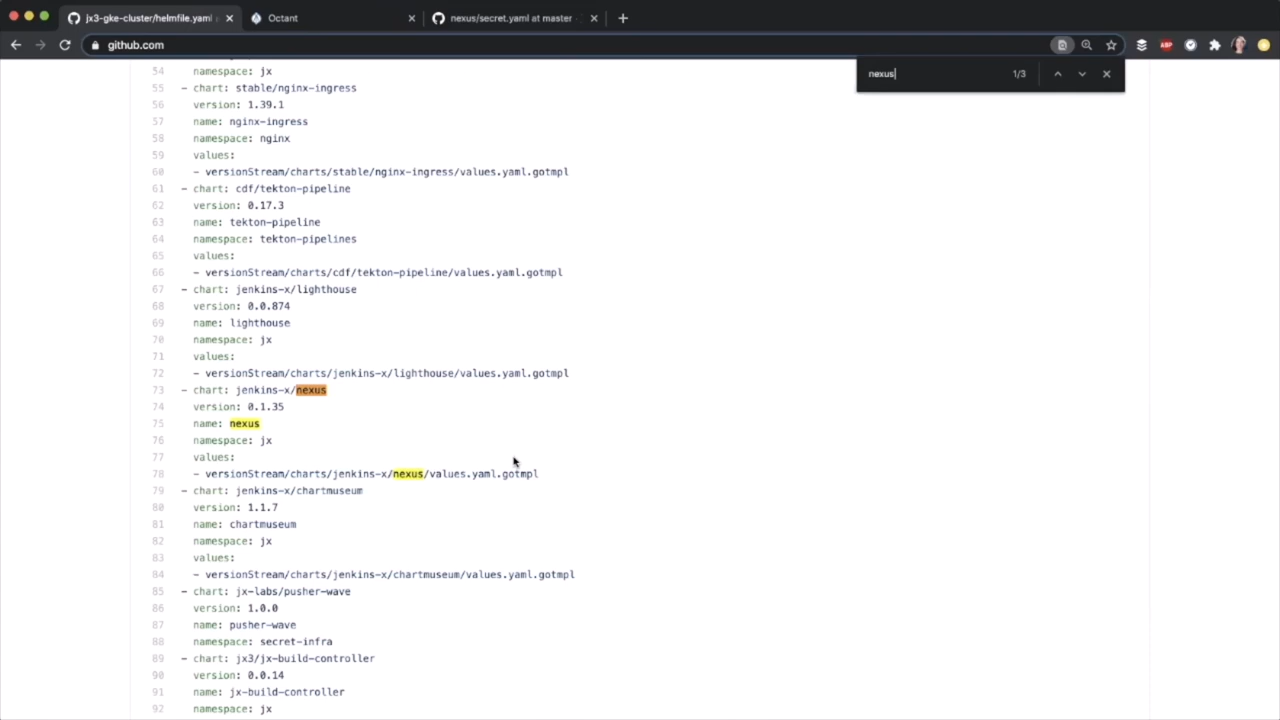 jx3-gke-cluster/helmfile.yaml
Octant
nexus/secret.yaml at master
github.com
nexus
1/3
54 namespace: jx
55 - chart: stable/nginx-ingress
56 version: 1.39.1
57 name: nginx-ingress
58 namespace: nginx
59 values:
60 - versionStream/charts/stable/nginx-ingress/values.yaml.gotmpl
61 - chart: cdf/tekton-pipeline
62 version: 0.17.3
63 name: tekton-pipeline
64 namespace: tekton-pipelines
65 values:
66 - versionStream/charts/cdf/tekton-pipeline/values.yaml.gotmpl
67 - chart: jenkins-x/lighthouse
68 version: 0.0.874
69 name: lighthouse
70 namespace: jx
71 values:
72 - versionStream/charts/jenkins-x/lighthouse/values.yaml.gotmpl
73 - chart: jenkins-x/nexus
74 version: 0.1.35
75 name: nexus
76 namespace: jx
77 values:
78 - versionStream/charts/jenkins-x/nexus/values.yaml.gotmpl
79 - chart: jenkins-x/chartmuseum
80 version: 1.1.7
81 name: chartmuseum
82 namespace: jx
83 values:
84 - versionStream/charts/jenkins-x/chartmuseum/values.yaml.gotmpl
85 - chart: jx-labs/pusher-wave
86 version: 1.0.0
87 name: pusher-wave
88 namespace: secret-infra
89 - chart: jx3/jx-build-controller
90 version: 0.0.14
91 name: jx-build-controller
92 namespace: jx